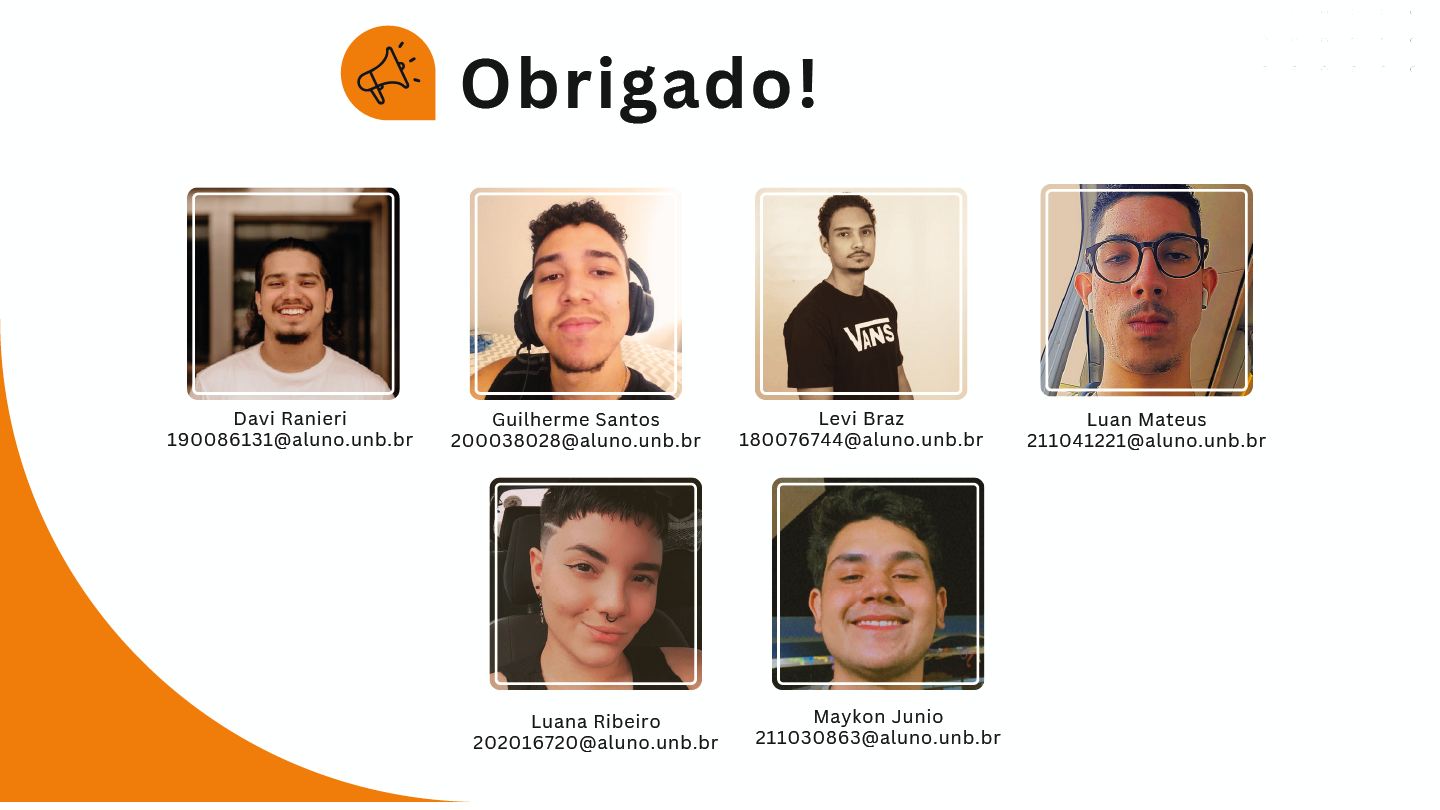 Obrigado!
VANS
Davi Ranieri
190086131@aluno.unb.br
Guilherme Santos
200038028@aluno.unb.br
Levi Braz
180076744@aluno.unb.br
Luan Mateus
211041221@aluno.unb.br
Luana Ribeiro
202016720@aluno.unb.br
Maykon Junio
211030863@aluno.unb.br